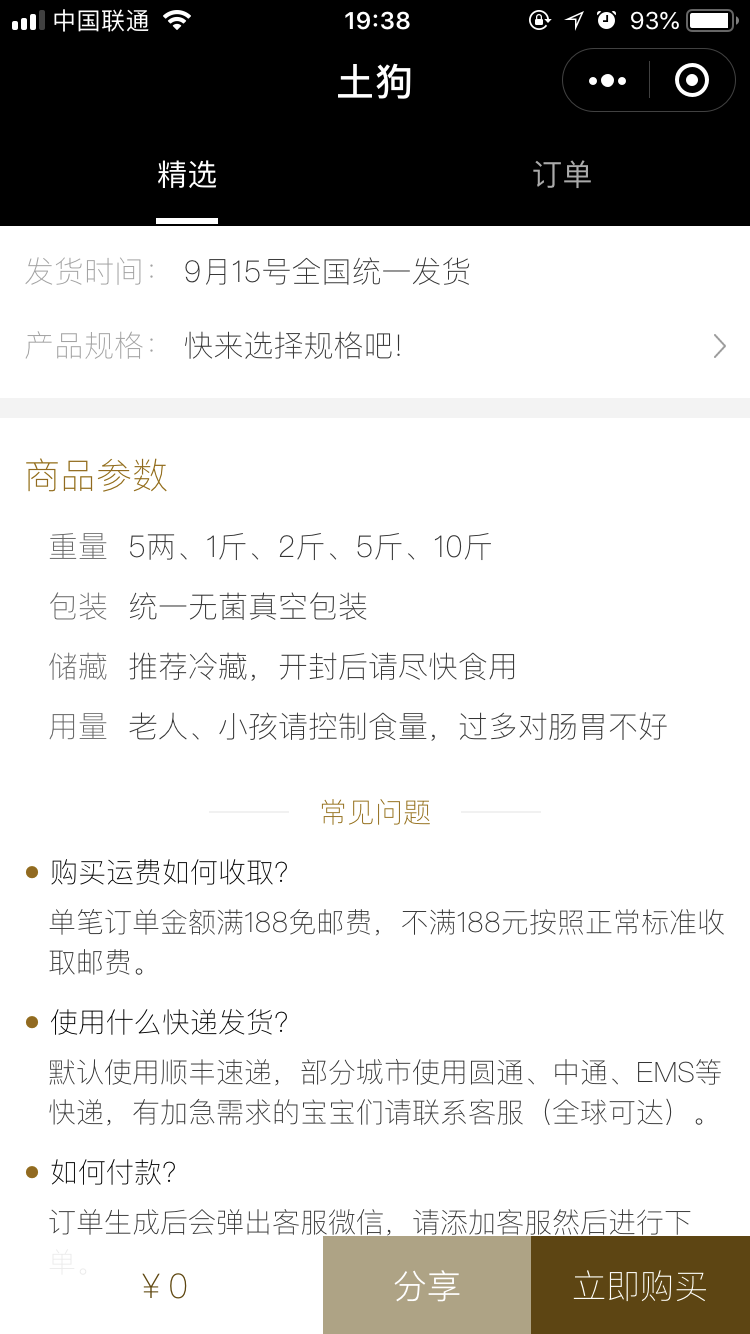 中国联通
19:38
93%
土狗
精选
订单
发货时间：
9月15号全国统一发货
产品规格：
快来选择规格吧!
商品参数
重量 5两、1斤、2斤、5斤、10斤
包装 统一无菌真空包装
储藏 推荐冷藏，开封后请尽快食用
用量 老人、小孩请控制食量，过多对肠胃不好
常见问题
购买运费如何收取?
单笔订单金额满188免邮费，不满188元按照正常标准收
取邮费。
使用什么快递发货?
默认使用顺丰速递，部分城市使用圆通、中通、EMS等
快递，有加急需求的宝宝们请联系客服（全球可达）。
如何付款?
订单生成后会弹出客服微信，请添加客服然后进行下
单。
¥0
分享
立即购买